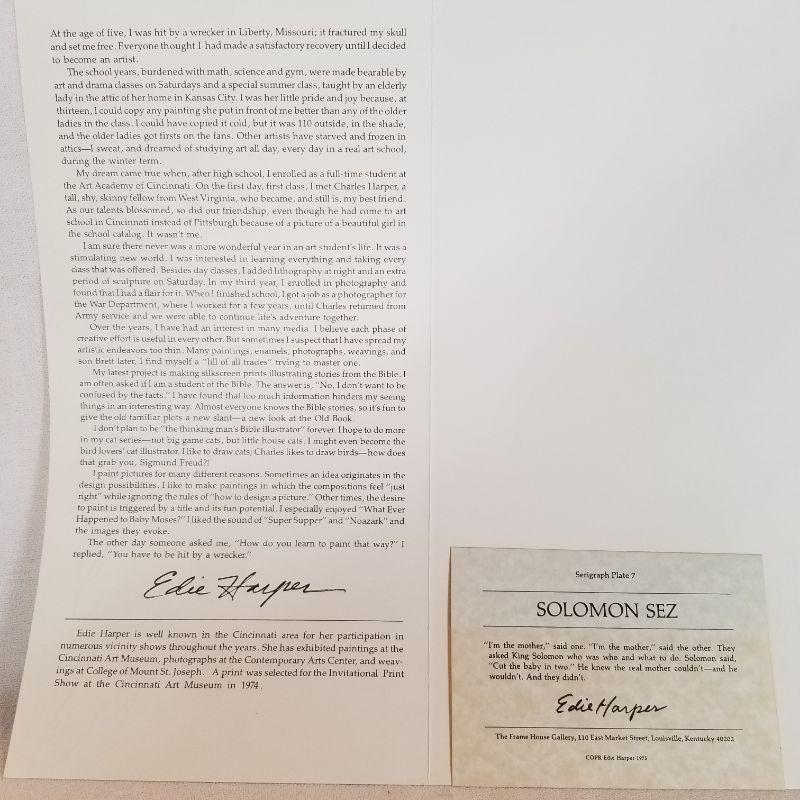 At the age of five, I was hit by a wrecker in Liberty, Missouri; it fractured my skull
and set me free. Everyone thought I had made a satisfactory recovery until I decided
to become an artist.
The school years, burdened with math, science and gym, were made bearable by
art and drama classes on Saturdays and a special summer class, taught by an elderly
lady in the attic of her home in Kansas City. I was her little pride and joy because, at
thirteen, I could copy any painting she put in front of me better than any of the older
ladies in the class. I could have copied it cold, but it was 110 outside, in the shade,
and the older ladies got firsts on the fans. Other artists have starved and frozen in
attics—I sweat, and dreamed of studying art all day, every day in a real art school,
during the winter term.
My dream came true when, after high school, I enrolled as a full-time student at
the Art Academy of Cincinnati. On the first day, first class, I met Charles Harper, a
tall, shy, skinny fellow from West Virginia, who became, and still is, my best friend.
As our talents blossomed, so did our friendship, even though he had come to art
school in Cincinnati instead of Pittsburgh because of a picture of a beautiful girl in
the school catalog. It wasn't me.
I am sure there never was a more wonderful year in an art student's life. It was a
stimulating new world. I was interested in learning everything and taking every
class that was offered. Besides day classes, I added lithography at night and an extra
period of sculpture on Saturday. In my third year, I enrolled in photography and
found that I had a flair for it. When I finished school, I got a job as a photographer for
the War Department, where I worked for a few years, until Charles returned from
Army service and we were able to continue life's adventure together.
Over the years, I have had an interest in many media. I believe each phase of
creative effort is useful in every other. But sometimes I suspect that I have spread my
artistic endeavors too thin. Many paintings, enamels, photographs, weavings, and
son Brett later, I find myself a "Jill of all trades" trying to master one.
My latest project is making silkscreen prints illustrating stories from the Bible. I
am often asked if I am a student of the Bible. The answer is, "No, I don't want to be
confused by the facts." I have found that too much information hinders my seeing
things in an interesting way. Almost everyone knows the Bible stories, so it's fun to
give the old familiar plots a new slant—a new look at the Old Book.
I don't plan to be "the thinking man's Bible illustrator" forever. I hope to do more
in my cat series—not big game cats, but little house cats. I might even become the
bird lovers' cat illustrator. I like to draw cats; Charles likes to draw birds—how does
that grab you, Sigmund Freud?!
I paint pictures for many different reasons. Sometimes an idea originates in the
design possibilities. I like to make paintings in which the compositions feel "just
right" while ignoring the rules of "how to design a picture." Other times, the desire
to paint is triggered by a title and its fun potential. I especially enjoyed "What Ever
Happened to Baby Moses?" I liked the sound of "Super Supper" and "Noazark" and
the images they evoke.
The other day someone asked me, "How do you learn to paint that way?" I
replied, "You have to be hit by a wrecker."
Edie Harper
Edie Harper is well known in the Cincinnati area for her participation in
numerous vicinity shows throughout the years. She has exhibited paintings at the
Cincinnati Art Museum, photographs at the Contemporary Arts Center, and weav-
ings at College of Mount St. Joseph. A print was selected for the Invitational Print
Show at the Cincinnati Art Museum in 1974.
Serigraph Plate 7
SOLOMON SEZ
"I'm the mother," said one. "I'm the mother," said the other. They
asked King Solomon who was who and what to do. Solomon said,
"Cut the baby in two." He knew the real mother couldn't—and he
wouldn't. And they didn't.
Edie Harper
The Frame House Gallery, 110 East Market Street, Louisville, Kentucky 40202
COPR Edie Harper 1975